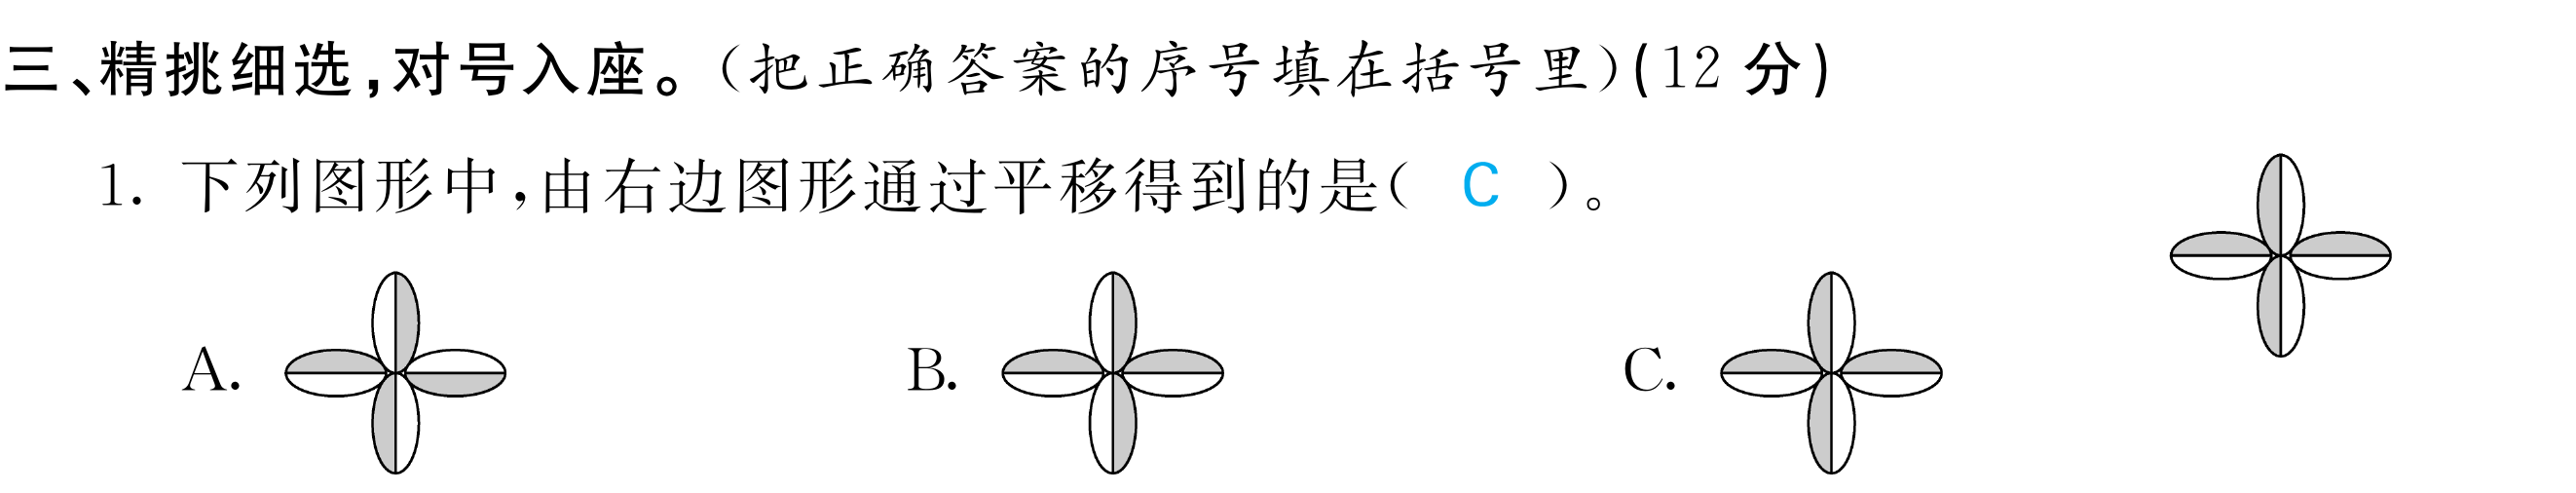 三、精挑细选,对号入座。(把正确答案的序号填在括号里)(12 分)
1. 下列图形中,由右边图形通过平移得到的是( C )。
A. B. C.